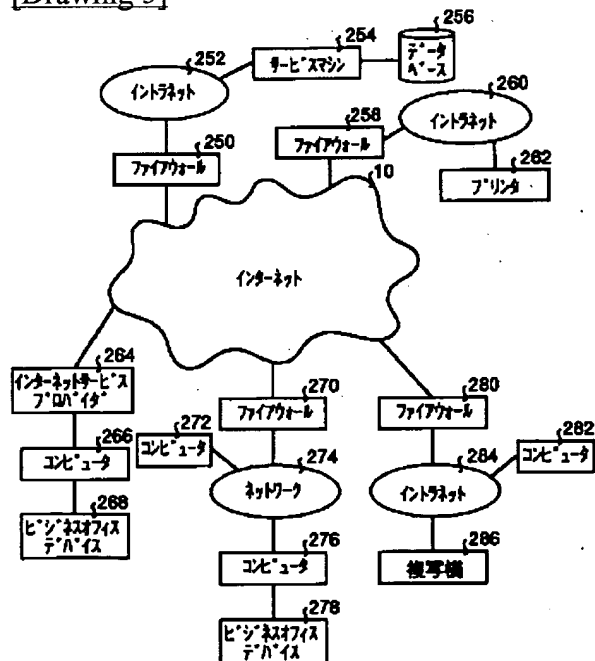 [Drawing 5]
256
254
252
データ
ベース
サービスマシン
260
イントラネット
258
イントラネット
250
ファイアウォール
10
262
ファイアウォール
プリンタ
インターネット
264
270
280
インターネットサービス
プロバイダ
ファイアウォール
ファイアウォール
272
282
266
コンピュータ
274
284
コンピュータ
コンピュータ
ネットワーク
イントラネット
268
276
286
ビジネスオフィス
デバイス
コンピュータ
複写機
278
ビジネスオフィス
デバイス